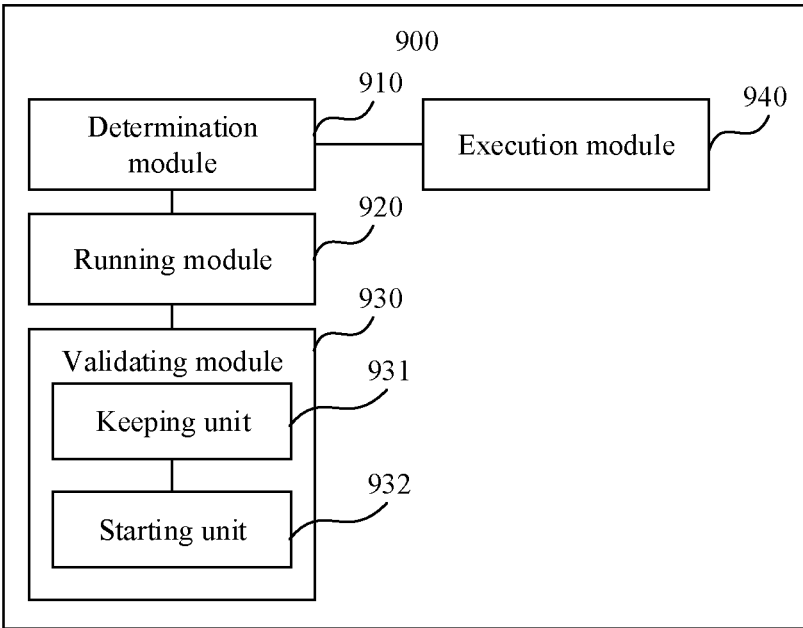 900
910
Determination
module
940
Execution module
920
Running module
930
Validating module
931
Keeping unit
932
Starting unit